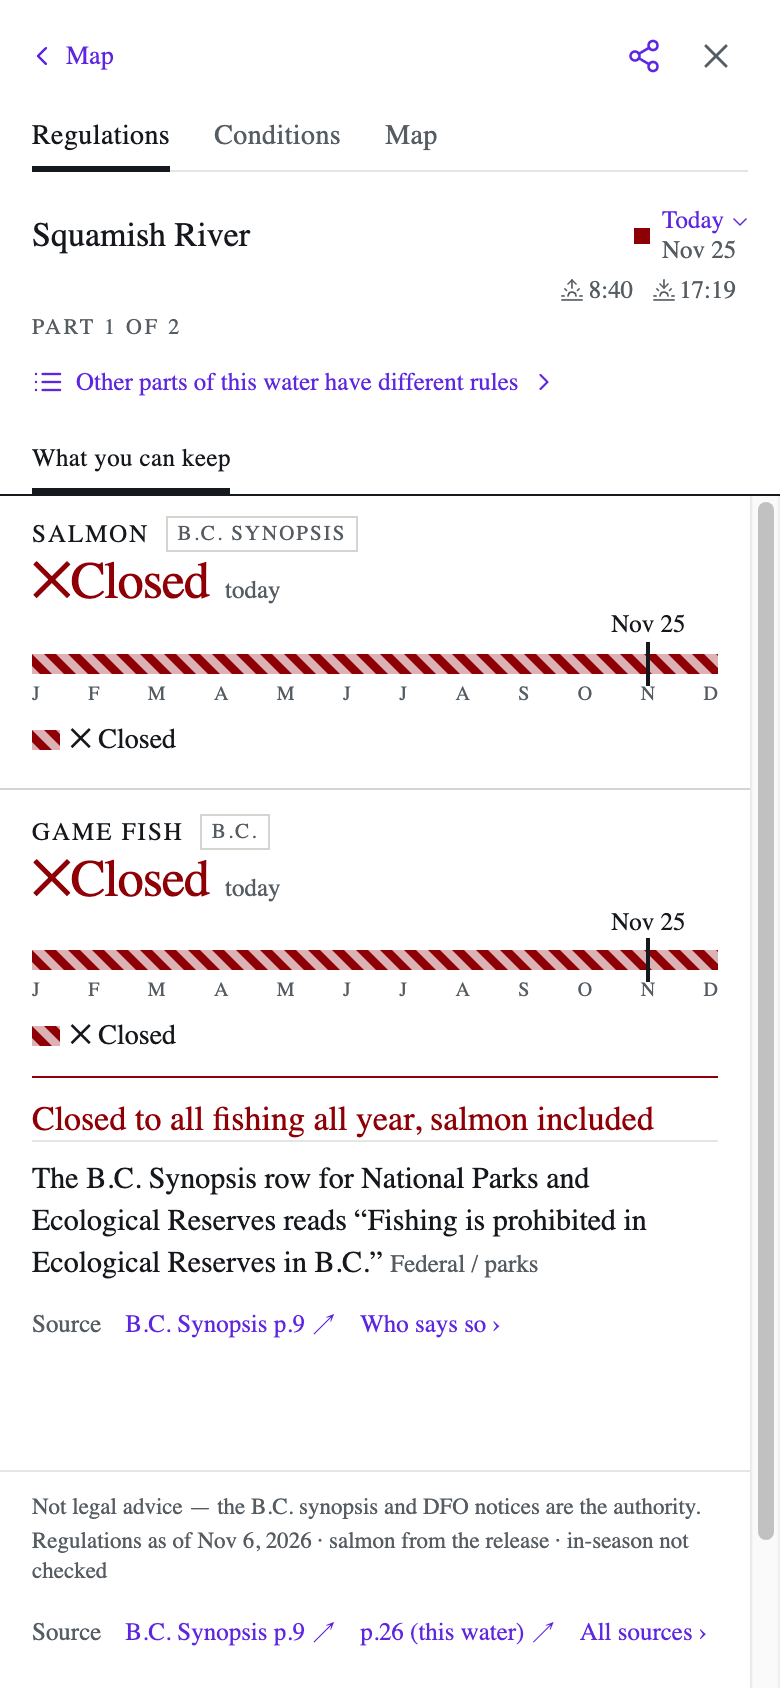 Map
Regulations Conditions Map
Squamish River
Today
Nov 25
8:40 17:19
PART 1 OF 2
Other parts of this water have different rules
What you can keep
SALMON B.C. SYNOPSIS
Closed today
Nov 25
J F M A M J J A S O N D
Closed
GAME FISH B.C.
Closed today
Nov 25
J F M A M J J A S O N D
Closed
Closed to all fishing all year, salmon included
The B.C. Synopsis row for National Parks and
Ecological Reserves reads “Fishing is prohibited in
Ecological Reserves in B.C.” Federal / parks
Source B.C. Synopsis p.9 ↗ Who says so ›
Not legal advice — the B.C. synopsis and DFO notices are the authority.
Regulations as of Nov 6, 2026 · salmon from the release · in-season not
checked
Source B.C. Synopsis p.9 ↗ p.26 (this water) ↗ All sources ›